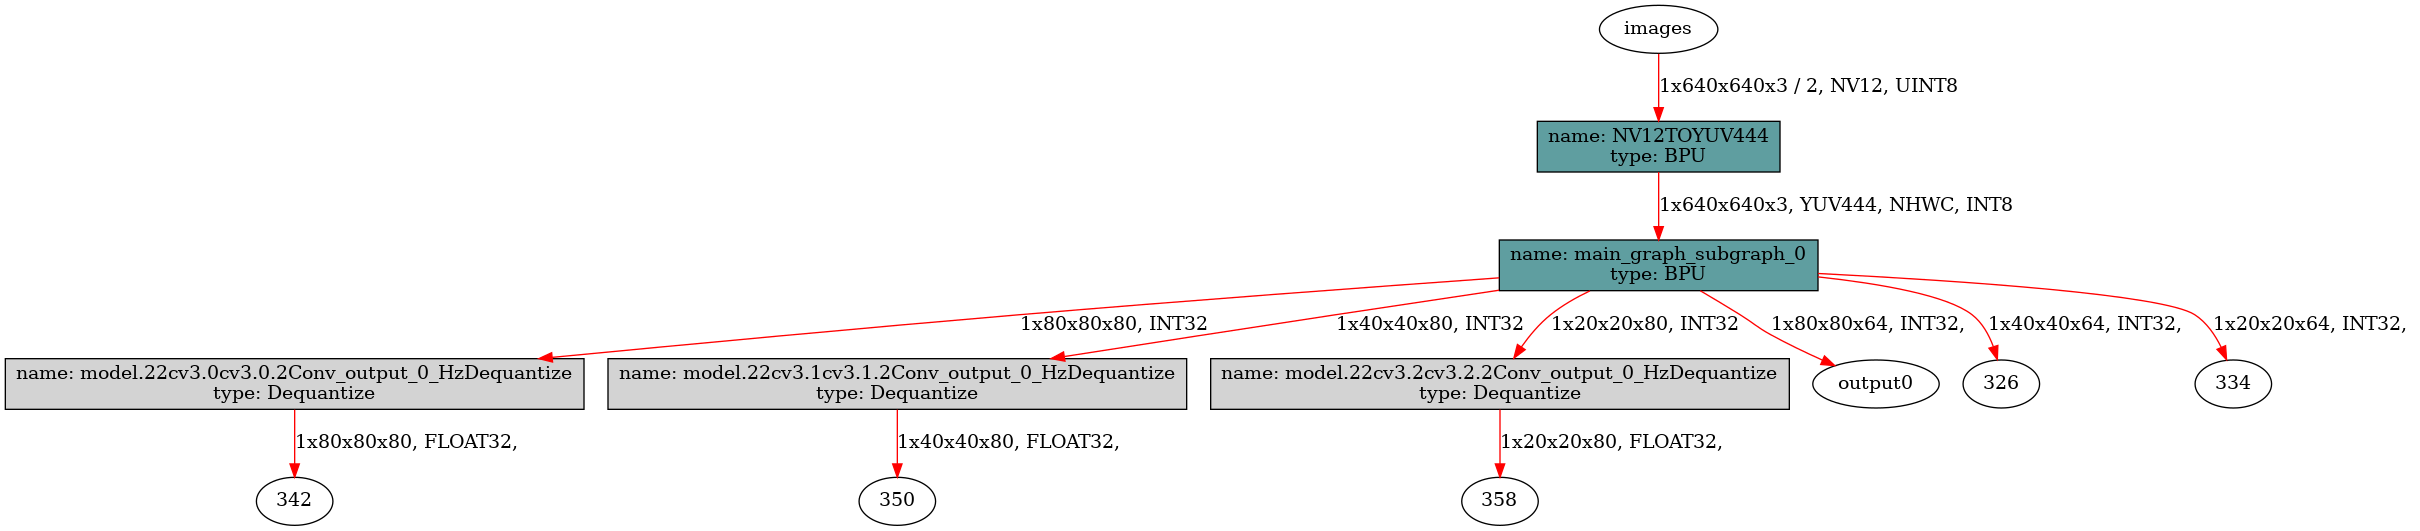 images
1x640x640x3 / 2, NV12, UINT8
name: NV12TOYUV444
type: BPU
1x640x640x3, YUV444, NHWC, INT8
name: main_graph_subgraph_0
type: BPU
1x80x80x80, INT32
1x40x40x80, INT32
1x20x20x80, INT32
1x80x80x64, INT32,
1x40x40x64, INT32,
1x20x20x64, INT32,
name: model.22cv3.0cv3.0.2Conv_output_0_HzDequantize
type: Dequantize
name: model.22cv3.1cv3.1.2Conv_output_0_HzDequantize
type: Dequantize
name: model.22cv3.2cv3.2.2Conv_output_0_HzDequantize
type: Dequantize
output0
326
334
1x80x80x80, FLOAT32,
1x40x40x80, FLOAT32,
1x20x20x80, FLOAT32,
342
350
358